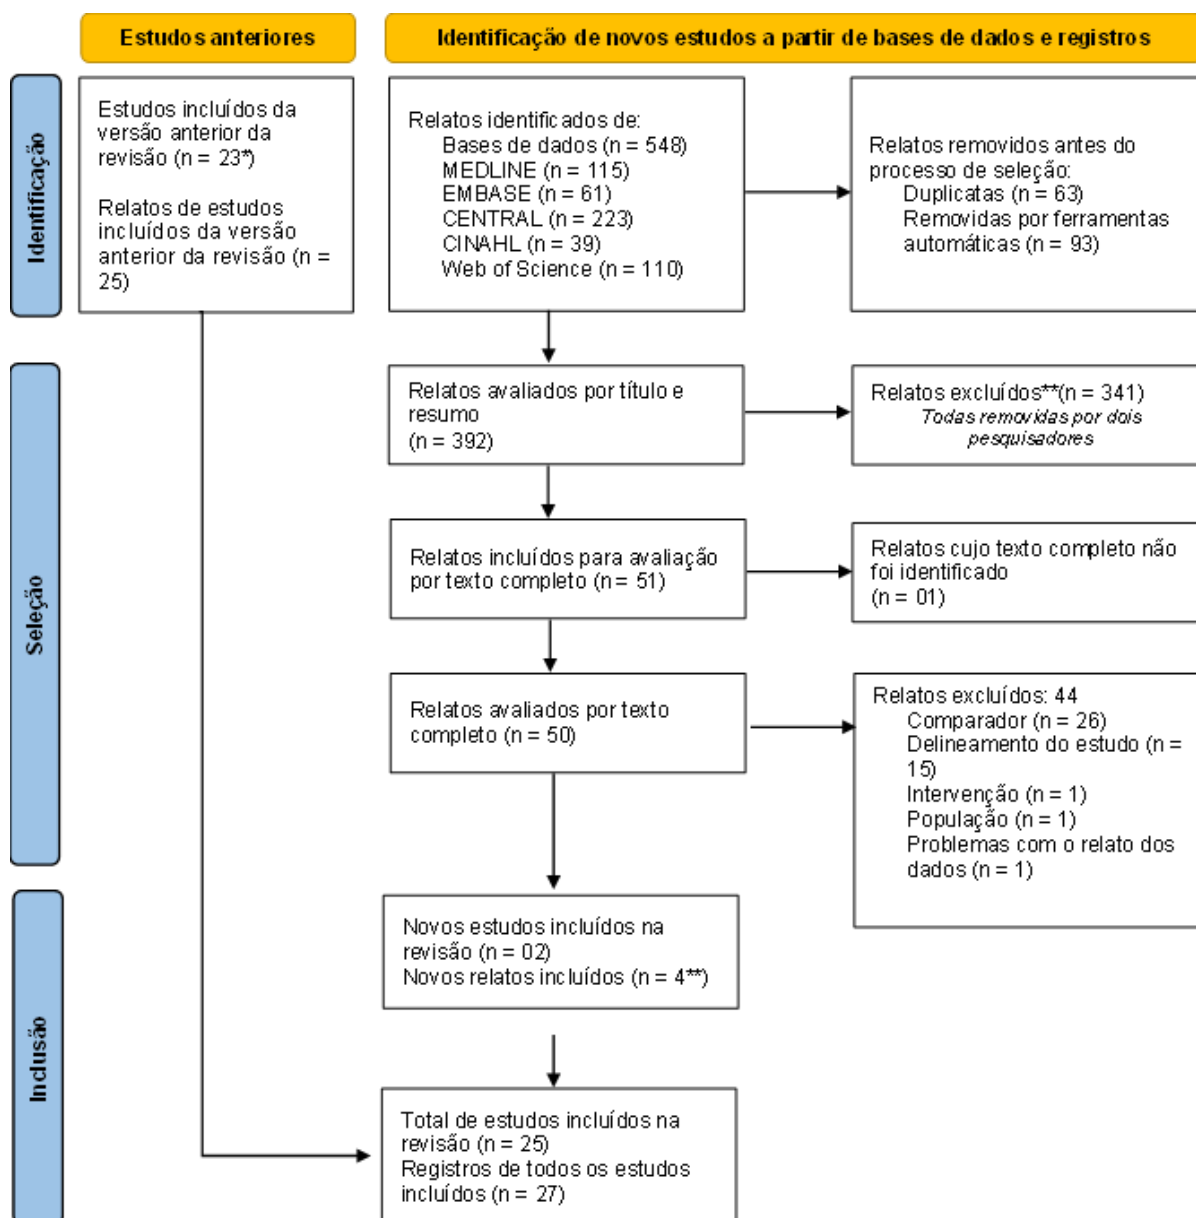 Estudos anteriores
Identificação de novos estudos a partir de bases de dados e registros
Identificação
Estudos incluídos da
versão anterior da
revisão (n = 23*)
Relatos de estudos
incluídos da versão
anterior da revisão (n =
25)
Relatos identificados de:
Bases de dados (n = 548)
MEDLINE (n = 115)
EMBASE (n = 61)
CENTRAL (n = 223)
CINAHL (n = 39)
Web of Science (n = 110)
Relatos removidos antes do
processo de seleção:
Duplicatas (n = 63)
Removidas por ferramentas
automáticas (n = 93)
Seleção
Relatos avaliados por título e
resumo
(n = 392)
Relatos excluídos**(n = 341)
Todas removidas por dois
pesquisadores
Relatos incluídos para avaliação
por texto completo (n = 51)
Relatos cujo texto completo não
foi identificado
(n = 01)
Relatos avaliados por texto
completo (n = 50)
Relatos excluídos: 44
Comparador (n = 26)
Delineamento do estudo (n =
15)
Intervenção (n = 1)
População (n = 1)
Problemas com o relato dos
dados (n = 1)
Inclusão
Novos estudos incluídos na
revisão (n = 02)
Novos relatos incluídos (n = 4**)
Total de estudos incluídos na
revisão (n = 25)
Registros de todos os estudos
incluídos (n = 27)